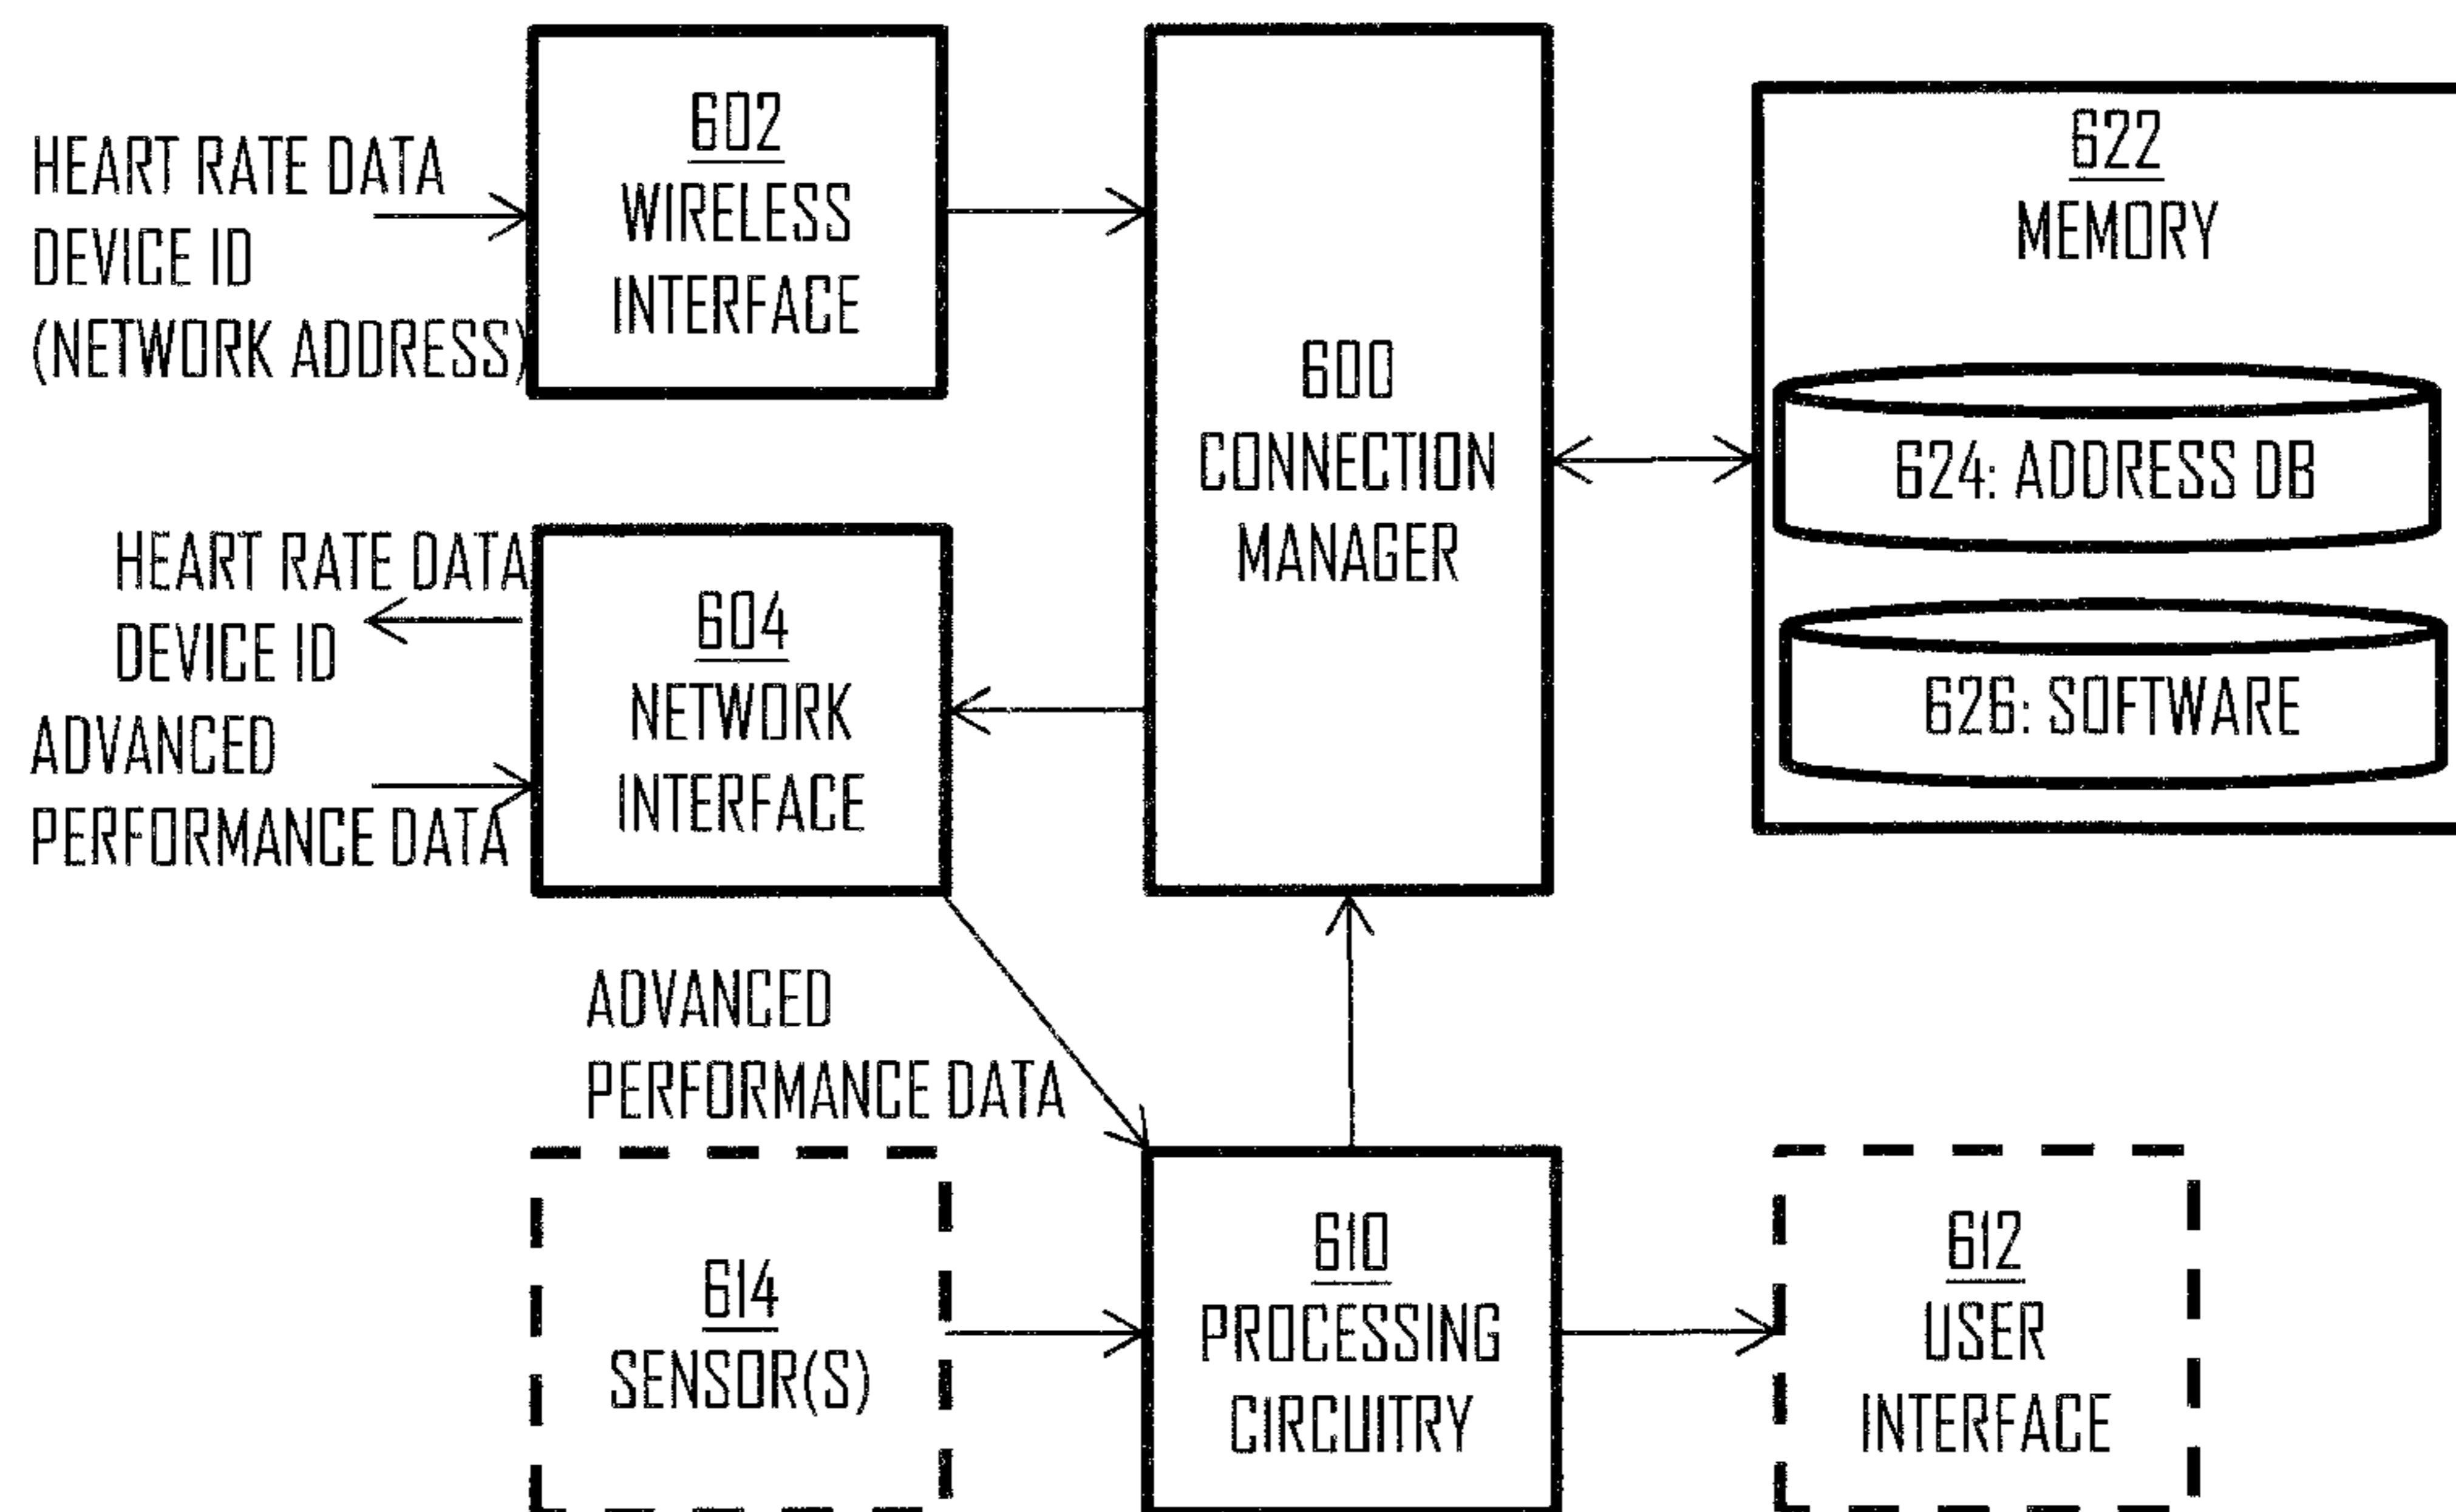 HEART RATE DATA
DEVICE ID
(NETWORK ADDRESS)
602
WIRELESS
INTERFACE
600
CONNECTION
MANAGER
622
MEMORY
624: ADDRESS DB
626: SOFTWARE
HEART RATE DATA
DEVICE ID
ADVANCED
PERFORMANCE DATA
604
NETWORK
INTERFACE
ADVANCED
PERFORMANCE DATA
614
SENSOR(S)
610
PROCESSING
CIRCUITRY
612
USER
INTERFACE